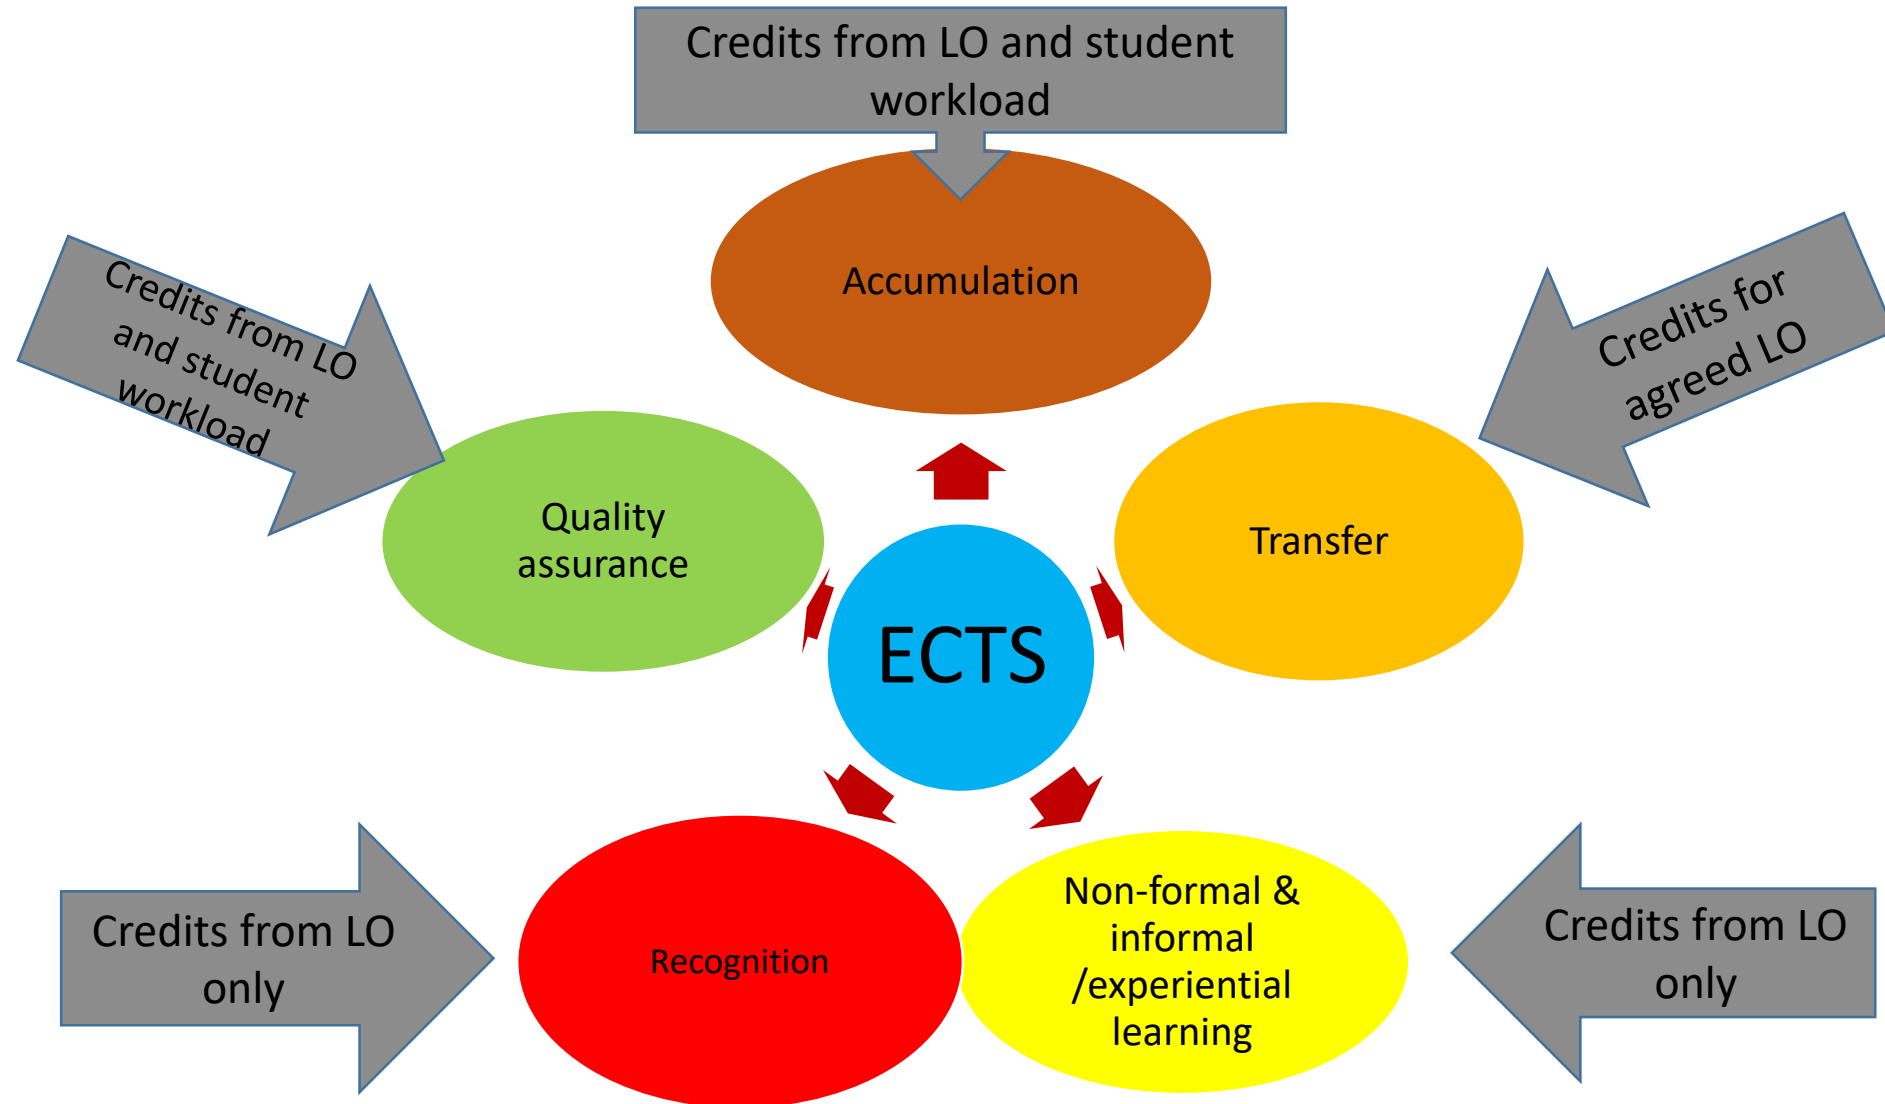 Credits from LO and student
workload
Accumulation
Credits from LO
and student
workload
Credits for
agreed LO
Quality
assurance
Transfer
ECTS
Credits from LO
only
Recognition
Non-formal &
informal
/experiential
learning
Credits from LO
only